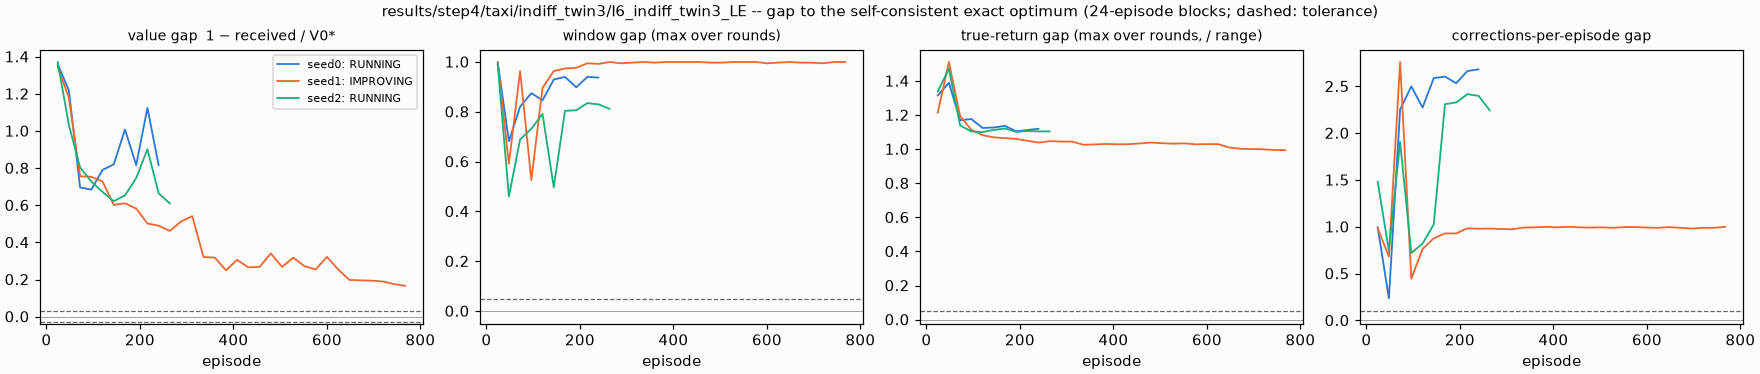 results/step4/taxi/indiff_twin3/l6_indiff_twin3_LE -- gap to the self-consistent exact optimum (24-episode blocks; dashed: tolerance)
value gap 1 − received / V0*
1.4
1.2
1.0
0.8
0.6
0.4
0.2
0.0
seed0: RUNNING
seed1: IMPROVING
seed2: RUNNING
0 200 400 600 800
episode
window gap (max over rounds)
1.0
0.8
0.6
0.4
0.2
0.0
0 200 400 600 800
episode
true-return gap (max over rounds, / range)
1.4
1.2
1.0
0.8
0.6
0.4
0.2
0.0
0 200 400 600 800
episode
corrections-per-episode gap
2.5
2.0
1.5
1.0
0.5
0.0
0 200 400 600 800
episode